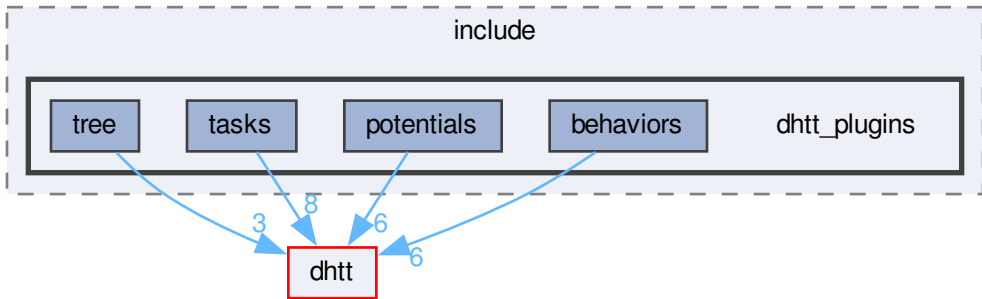 include
tree
tasks
potentials
behaviors
dhtt_plugins
3
8
6
6
dhtt